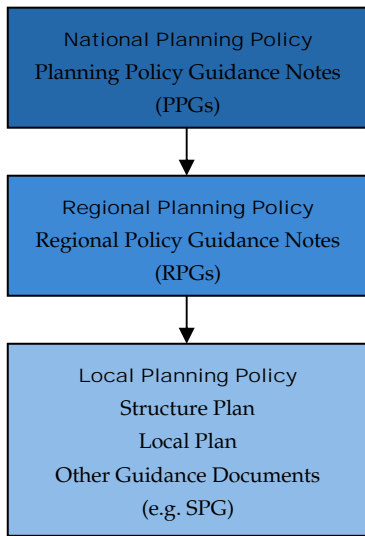 National Planning Policy
Planning Policy Guidance Notes
(PPGs)
Regional Planning Policy
Regional Policy Guidance Notes
(RPGs)
Local Planning Policy
Structure Plan
Local Plan
Other Guidance Documents
(e.g. SPG)